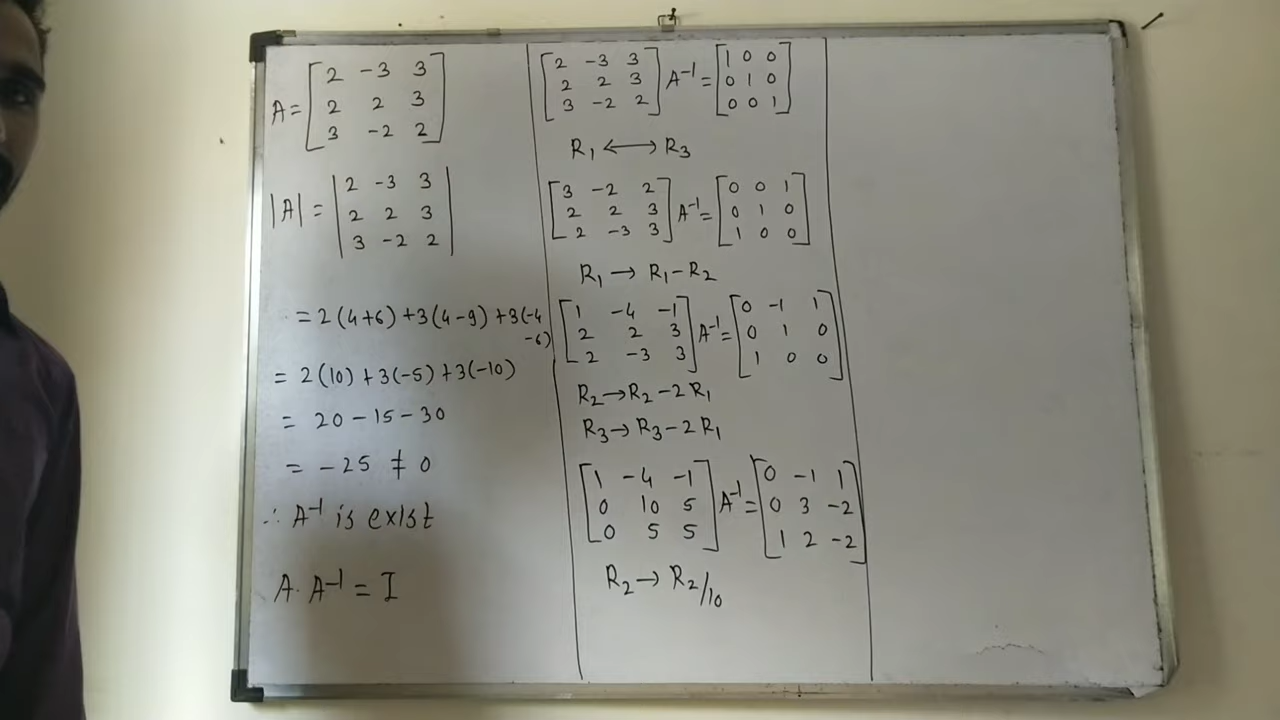 A = [2 -3 3
2 2 3
3 -2 2]
|A| = |2 -3 3
2 2 3
3 -2 2|
= 2(4+6)+3(4-9)+3(-4
-6)
= 2(10)+3(-5)+3(-10)
= 20-15-30
= -25 ≠ 0
∴ A⁻¹ is exist
A. A⁻¹ = I
[2 -3 3
2 2 3
3 -2 2] A⁻¹ = [1 0 0
0 1 0
0 0 1]
R₁ ⟷ R₃
[3 -2 2
2 2 3
2 -3 3] A⁻¹ = [0 0 1
0 1 0
1 0 0]
R₁ → R₁-R₂
[1 -4 -1
2 2 3
2 -3 3] A⁻¹ = [0 -1 1
0 1 0
1 0 0]
R₂→R₂-2R₁
R₃→R₃-2R₁
[1 -4 -1
0 10 5
0 5 5] A⁻¹ = [0 -1 1
0 3 -2
1 2 -2]
R₂→ R₂/10